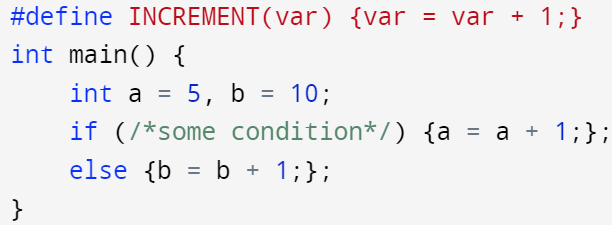 #define INCREMENT(var) {var = var + 1;}
int main() {
    int a = 5, b = 10;
    if (/*some condition*/) {a = a + 1;};
    else {b = b + 1;};
}